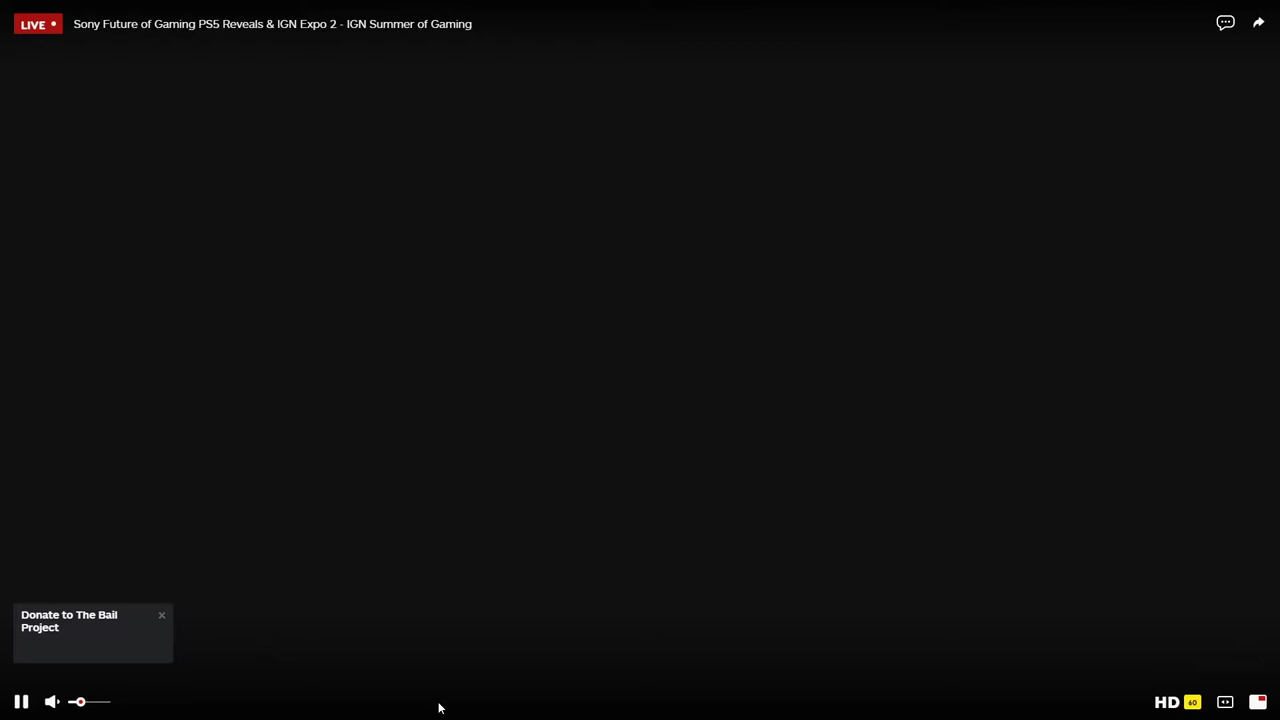 LIVE
Sony Future of Gaming PS5 Reveals & IGN Expo 2 - IGN Summer of Gaming
Donate to The Bail
Project
HD 60